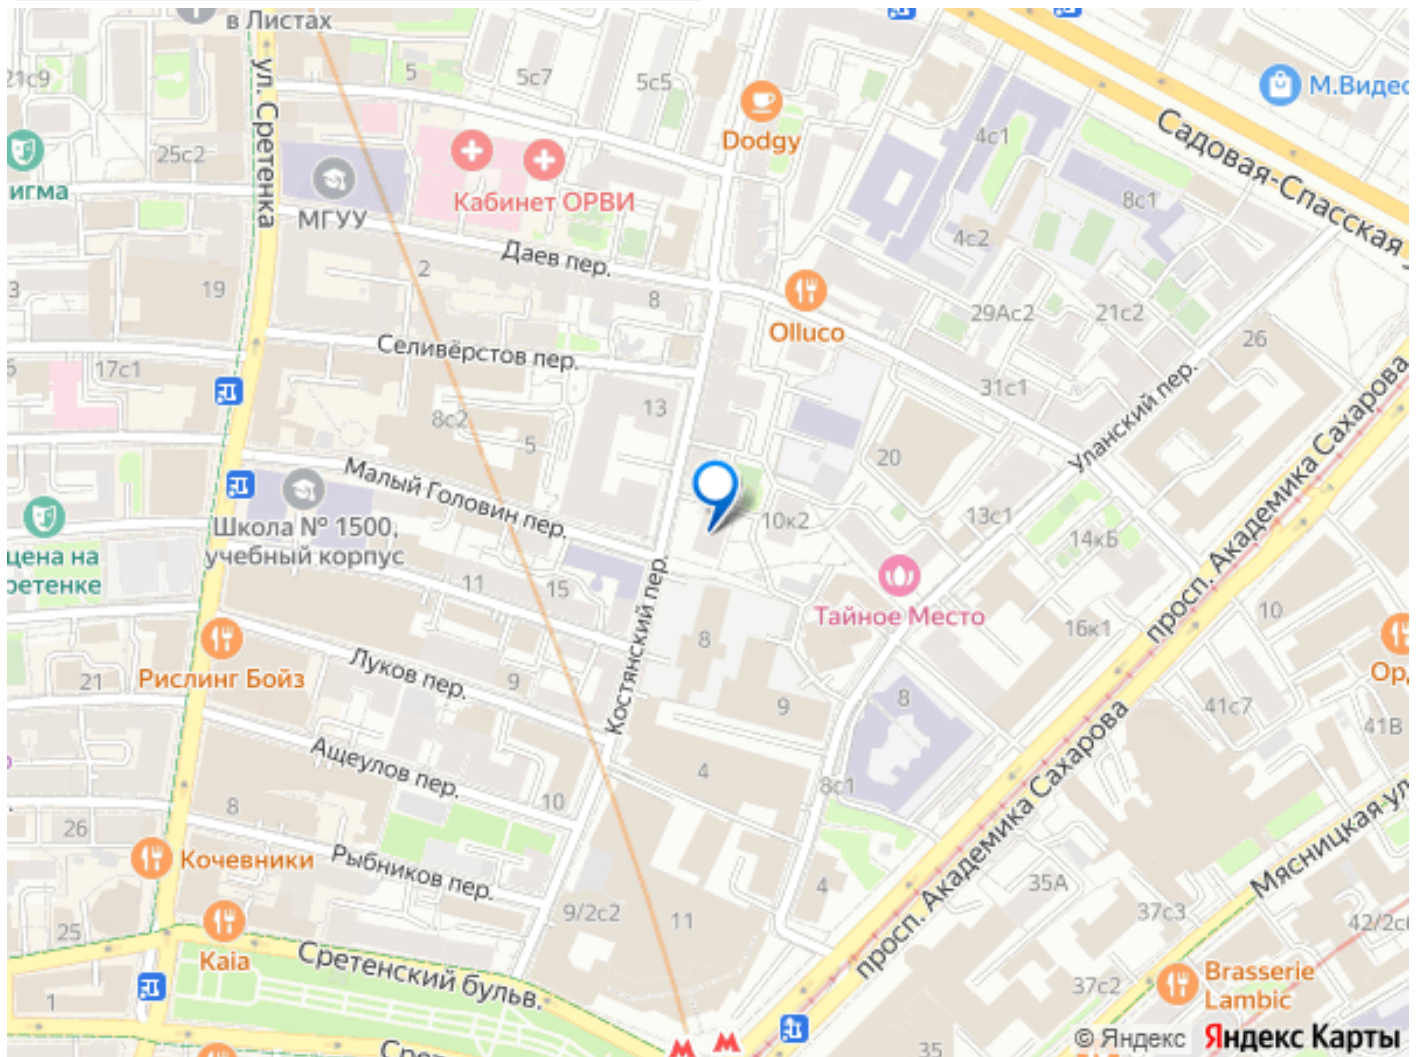 в Листах
21с9
ул. Сретенка
5
5с7
5с5
Dodgy
М.Видео
Садовая-Спасская
4с1
8с1
4с2
игма
25с2
МГУУ
Кабинет ОРВИ
Даев пер.
2
8
3
19
Olluco
29Ас2
21с2
26
Селивёрстов пер.
17с1
13
31с1
Уланский пер.
просп. Академика Сахарова
8с2
5
20
Малый Головин пер.
Школа № 1500,
учебный корпус
10к2
13с1
14кБ
цена на
ретенке
11
15
Тайное Место
16к1
10
Костянский пер.
8
Рислинг Бойз
Луков пер.
21
9
9
8
41с7
41В
Орд
Ащеулов пер.
4
8с1
просп. Академика Сахарова
Мясницкая ул
8
10
26
Кочевники
Рыбников пер.
4
35А
9/2с2
11
37с3
42/2с
25
Kaia
Сретенский бульв.
1
37с2
Brasserie
Lambic
35
Срет
© Яндекс
Яндекс Карты